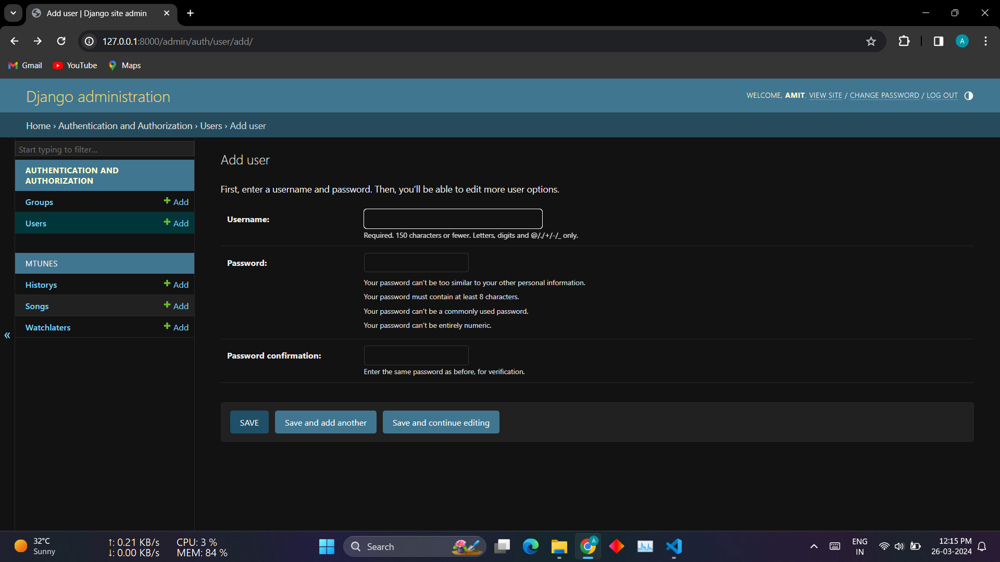 Add user | Django site admin
127.0.0.1:8000/admin/auth/user/add/
A
Gmail YouTube Maps
Django administration
WELCOME, AMIT. VIEW SITE / CHANGE PASSWORD / LOG OUT
Home › Authentication and Authorization › Users › Add user
Start typing to filter...
AUTHENTICATION AND
AUTHORIZATION
Groups + Add
Users + Add
MTUNES
Historys + Add
Songs + Add
Watchlaters + Add
«
Add user
First, enter a username and password. Then, you’ll be able to edit more user options.
Username:
Required. 150 characters or fewer. Letters, digits and @/./+/-/_ only.
Password:
Your password can’t be too similar to your other personal information.
Your password must contain at least 8 characters.
Your password can’t be a commonly used password.
Your password can’t be entirely numeric.
Password confirmation:
Enter the same password as before, for verification.
SAVE Save and add another Save and continue editing
32°C
Sunny
↑: 0.21 KB/s CPU: 3 %
↓: 0.00 KB/s MEM: 84 %
Search
A
ENG
IN
12:15 PM
26-03-2024